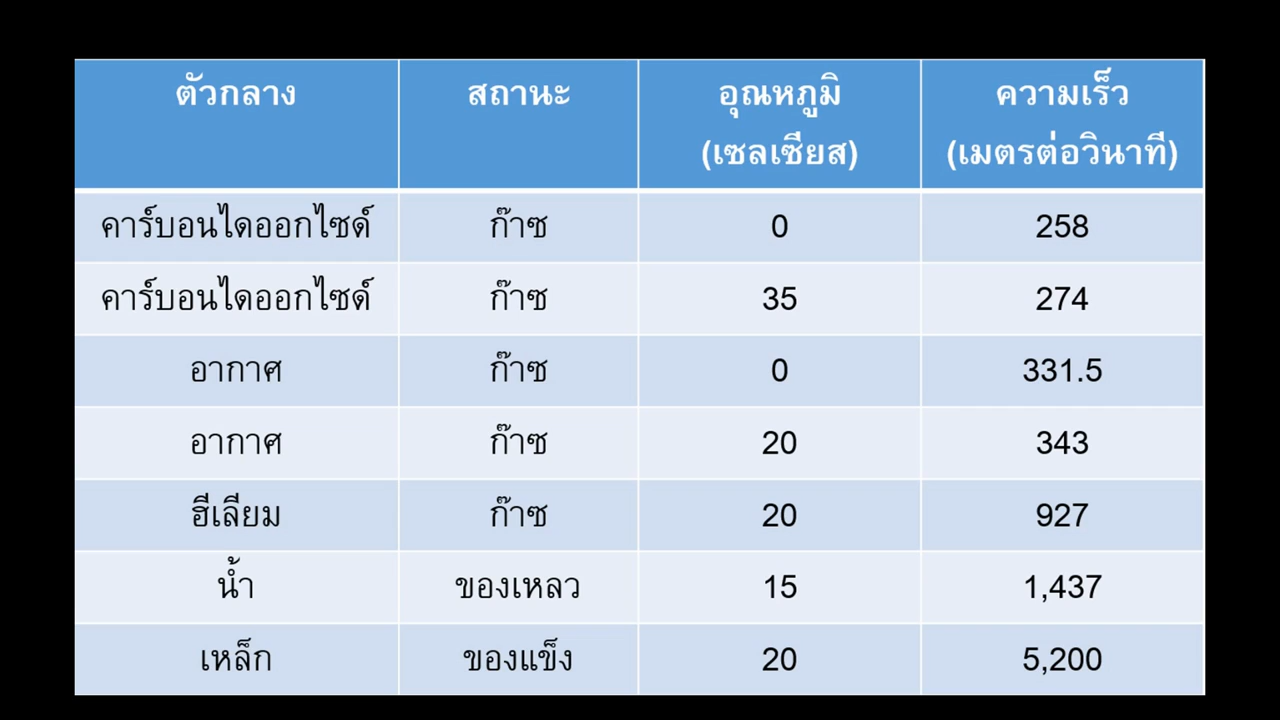 ตัวกลาง สถานะ อุณหภูมิ ความเร็ว
(เซลเซียส) (เมตรต่อวินาที)
คาร์บอนไดออกไซด์ ก๊าซ 0 258
คาร์บอนไดออกไซด์ ก๊าซ 35 274
อากาศ ก๊าซ 0 331.5
อากาศ ก๊าซ 20 343
ฮีเลียม ก๊าซ 20 927
น้ำ ของเหลว 15 1,437
เหล็ก ของแข็ง 20 5,200